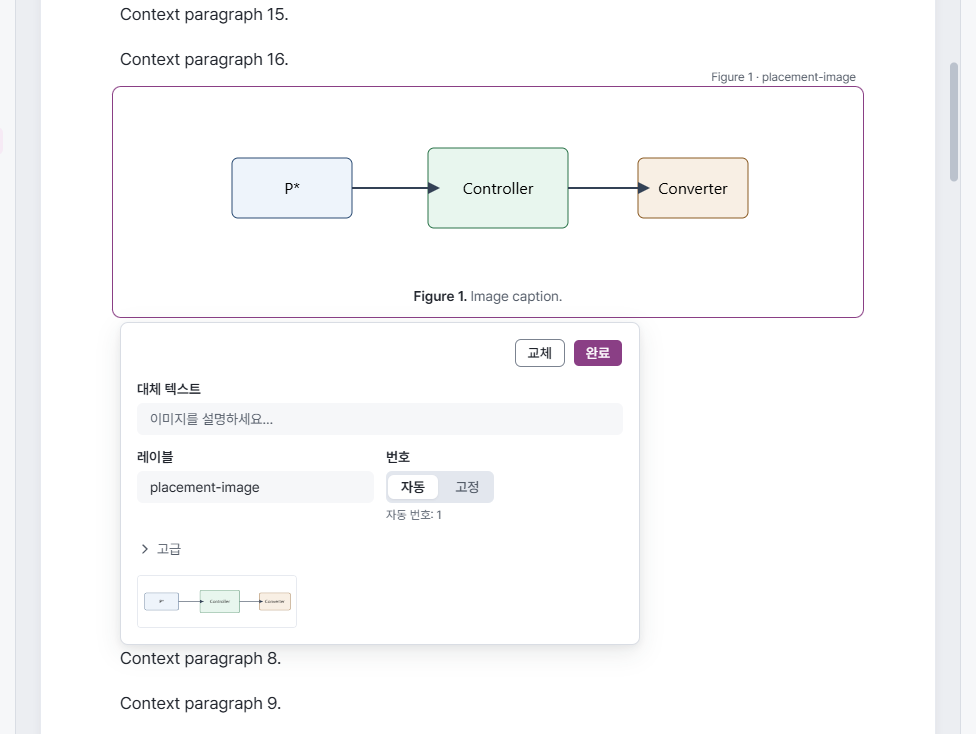 Context paragraph 15.
Context paragraph 16.
Figure 1 · placement-image
P*
Controller
Converter
Figure 1. Image caption.
교체
완료
대체 텍스트
이미지를 설명하세요...
레이블
번호
placement-image
자동
고정
자동 번호: 1
고급
P*
Controller
Converter
Context paragraph 8.
Context paragraph 9.